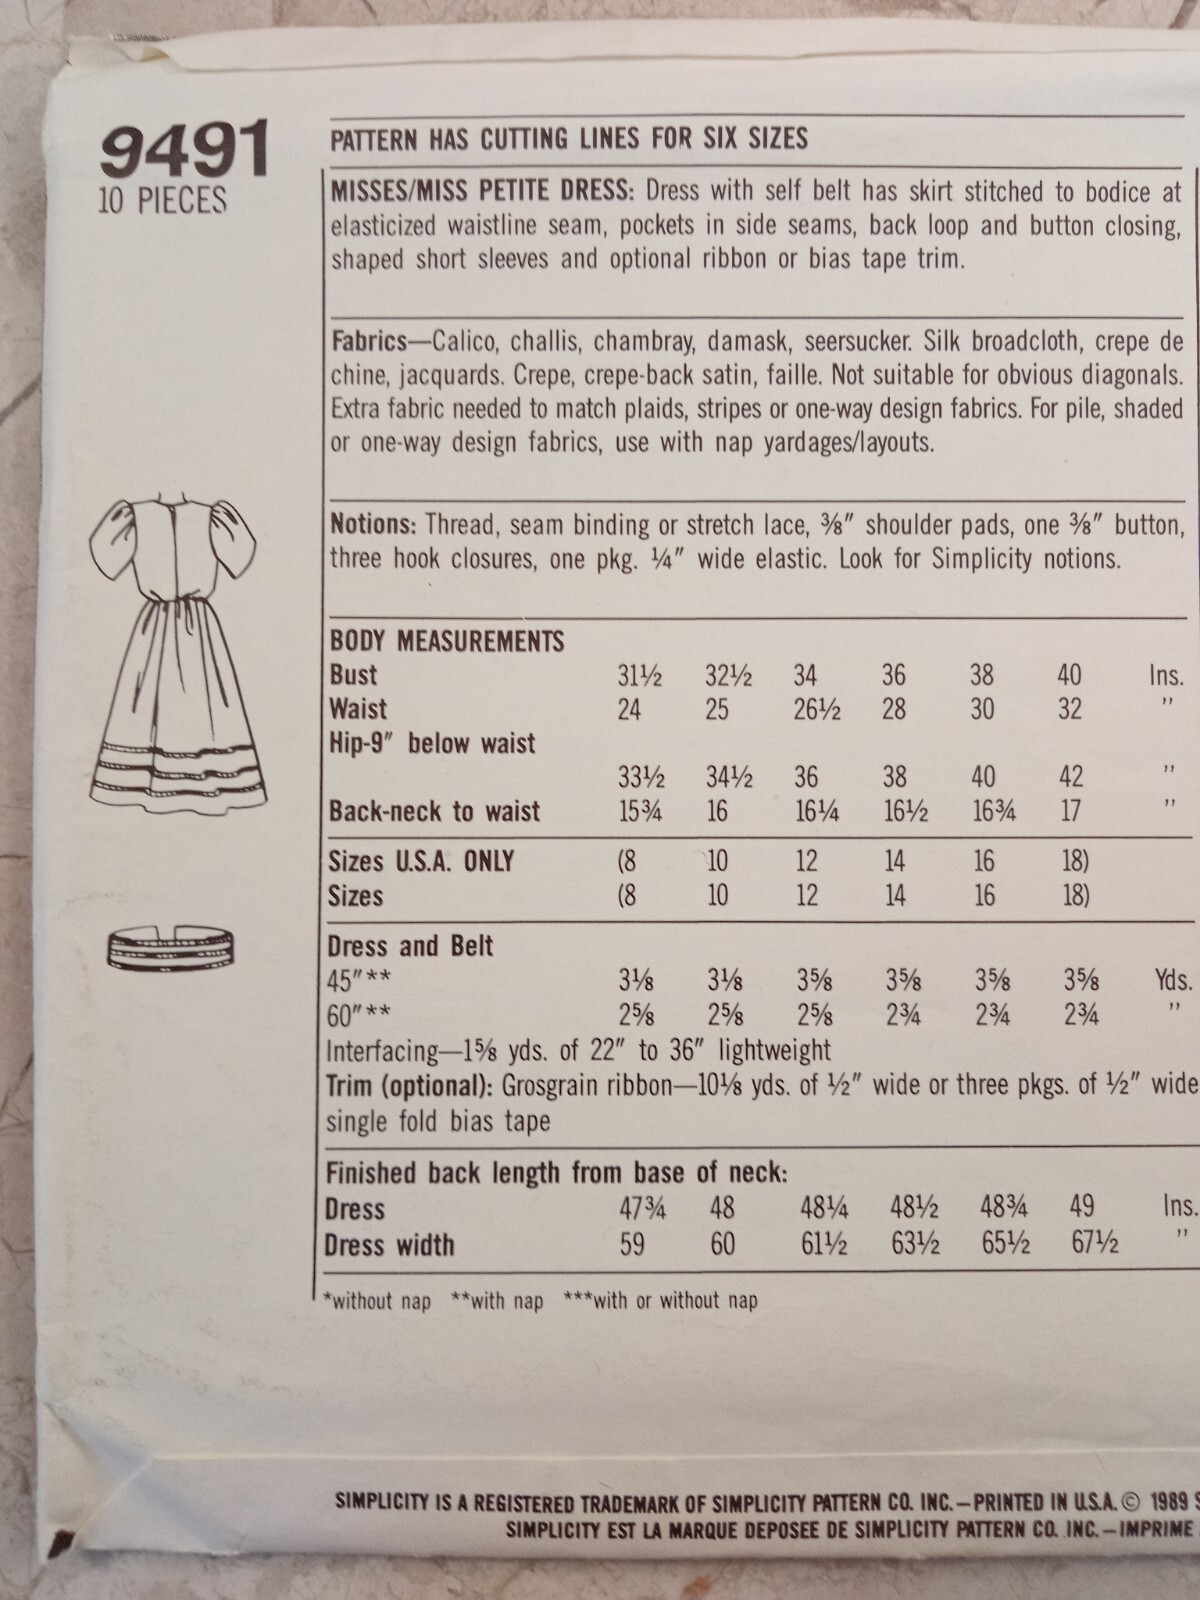 9491
10 PIECES
PATTERN HAS CUTTING LINES FOR SIX SIZES
MISSES/MISS PETITE DRESS: Dress with self belt has skirt stitched to bodice at
elasticized waistline seam, pockets in side seams, back loop and button closing,
shaped short sleeves and optional ribbon or bias tape trim.
Fabrics—Calico, challis, chambray, damask, seersucker. Silk broadcloth, crepe de
chine, jacquards. Crepe, crepe-back satin, faille. Not suitable for obvious diagonals.
Extra fabric needed to match plaids, stripes or one-way design fabrics. For pile, shaded
or one-way design fabrics, use with nap yardages/layouts.
Notions: Thread, seam binding or stretch lace, 3/8" shoulder pads, one 3/8" button,
three hook closures, one pkg. 1/4" wide elastic. Look for Simplicity notions.
BODY MEASUREMENTS
Bust 31½ 32½ 34 36 38 40 Ins.
Waist 24 25 26½ 28 30 32 "
Hip-9" below waist
33½ 34½ 36 38 40 42 "
Back-neck to waist 15¾ 16 16¼ 16½ 16¾ 17 "
Sizes U.S.A. ONLY (8 10 12 14 16 18)
Sizes (8 10 12 14 16 18)
Dress and Belt
45"** 3⅛ 3⅛ 3⅝ 3⅝ 3⅝ 3⅝ Yds.
60"** 2⅝ 2⅝ 2⅝ 2¾ 2¾ 2¾ "
Interfacing—1⅝ yds. of 22" to 36" lightweight
Trim (optional): Grosgrain ribbon—10⅛ yds. of ½" wide or three pkgs. of ½" wide
single fold bias tape
Finished back length from base of neck:
Dress 47¾ 48 48¼ 48½ 48¾ 49 Ins.
Dress width 59 60 61½ 63½ 65½ 67½ "
*without nap **with nap ***with or without nap
SIMPLICITY IS A REGISTERED TRADEMARK OF SIMPLICITY PATTERN CO. INC.—PRINTED IN U.S.A. © 1989 S
SIMPLICITY EST LA MARQUE DEPOSEE DE SIMPLICITY PATTERN CO. INC.—IMPRIME